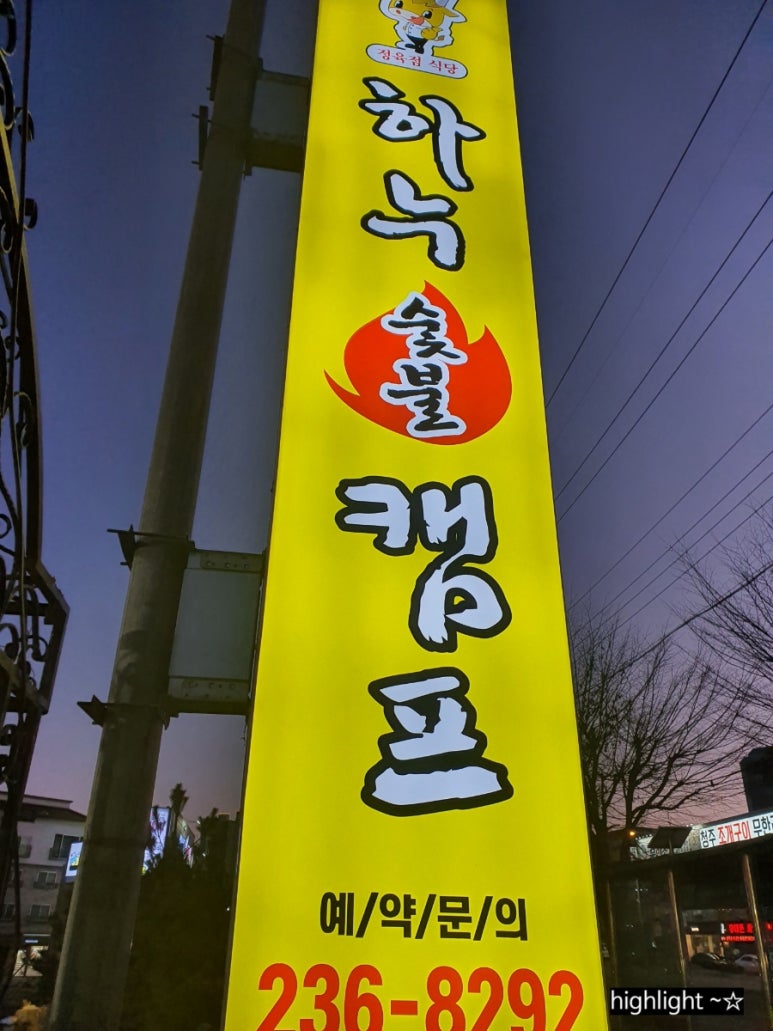 정육점 식당
하누
숯불
캠프
예/약/문/의
236-8292
청주 조개구이 무한
highlight ~☆